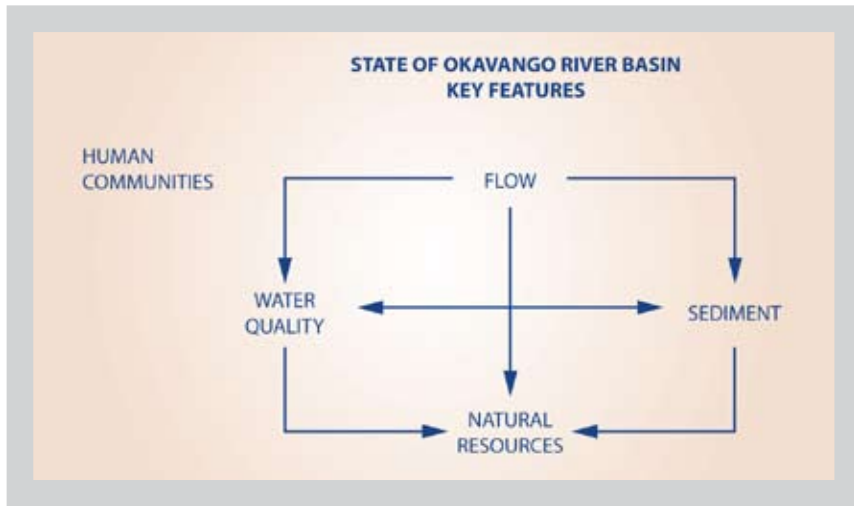 STATE OF OKAVANGO RIVER BASIN
KEY FEATURES
HUMAN
COMMUNITIES
FLOW
WATER
QUALITY
SEDIMENT
NATURAL
RESOURCES